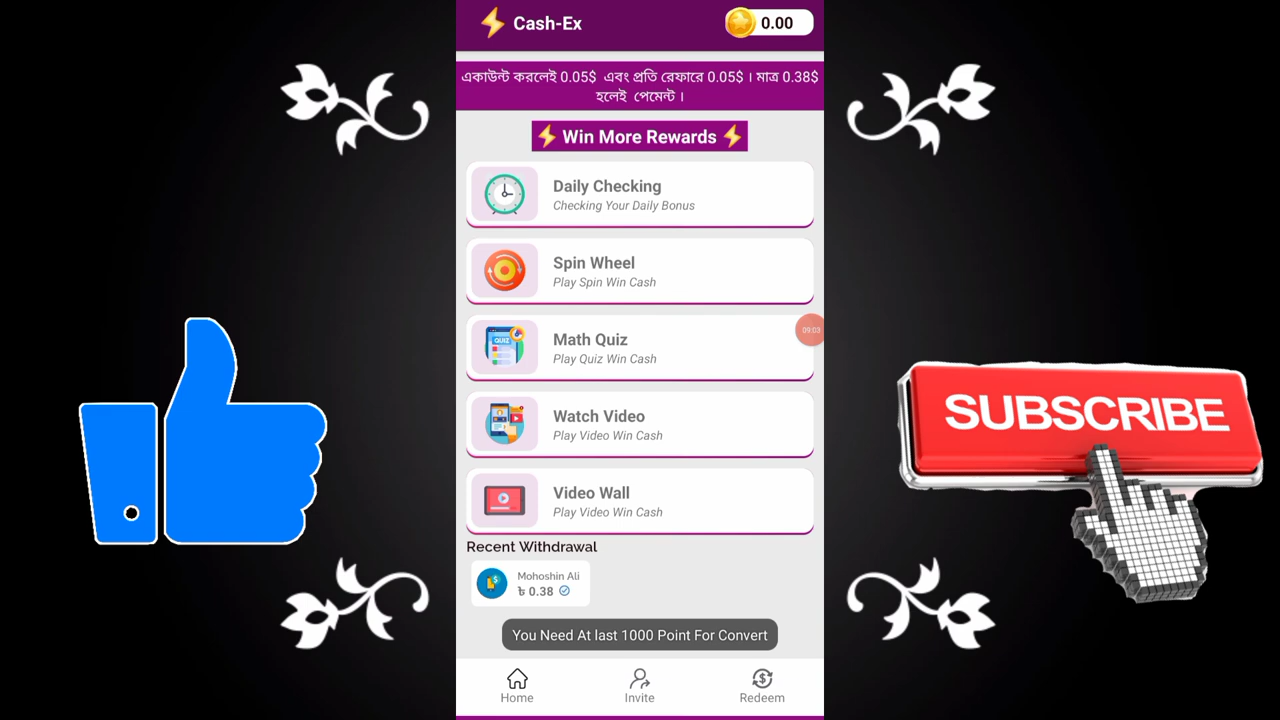 Cash-Ex
0.00
একাউন্ট করলেই 0.05$ এবং প্রতি রেফারে 0.05$ । মাত্র 0.38$
হলেই পেমেন্ট ।
⚡ Win More Rewards ⚡
Daily Checking
Checking Your Daily Bonus
Spin Wheel
Play Spin Win Cash
QUIZ
Math Quiz
Play Quiz Win Cash
09:03
Watch Video
Play Video Win Cash
SUBSCRIBE
Video Wall
Play Video Win Cash
Recent Withdrawal
Mohoshin Ali
৳ 0.38
You Need At last 1000 Point For Convert
Home
Invite
Redeem